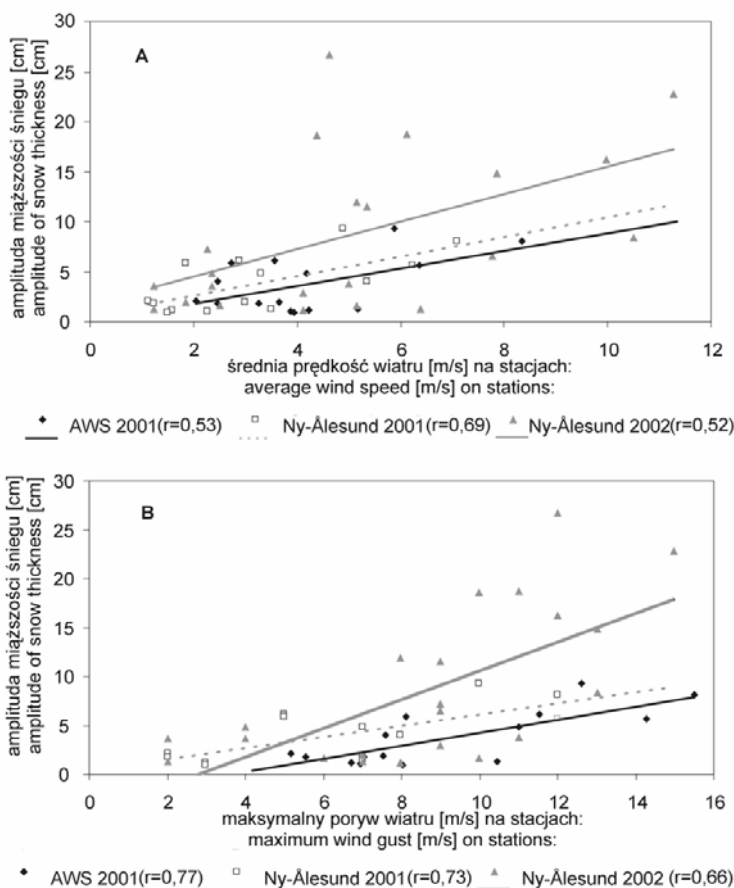 amplituda miąższości śniegu [cm]
amplitude of snow thickness [cm]
30
25
20
15
10
5
0
A
0 2 4 6 8 10 12
średnia prędkość wiatru [m/s] na stacjach:
average wind speed [m/s] on stations:
AWS 2001(r=0,53) Ny-Ålesund 2001(r=0,69) Ny-Ålesund 2002(r=0,52)
amplituda miąższości śniegu [cm]
amplitude of snow thickness [cm]
30
25
20
15
10
5
0
B
0 2 4 6 8 10 12 14 16
maksymalny poryw wiatru [m/s] na stacjach:
maximum wind gust [m/s] on stations:
AWS 2001(r=0,77) Ny-Ålesund 2001(r=0,73) Ny-Ålesund 2002 (r=0,66)